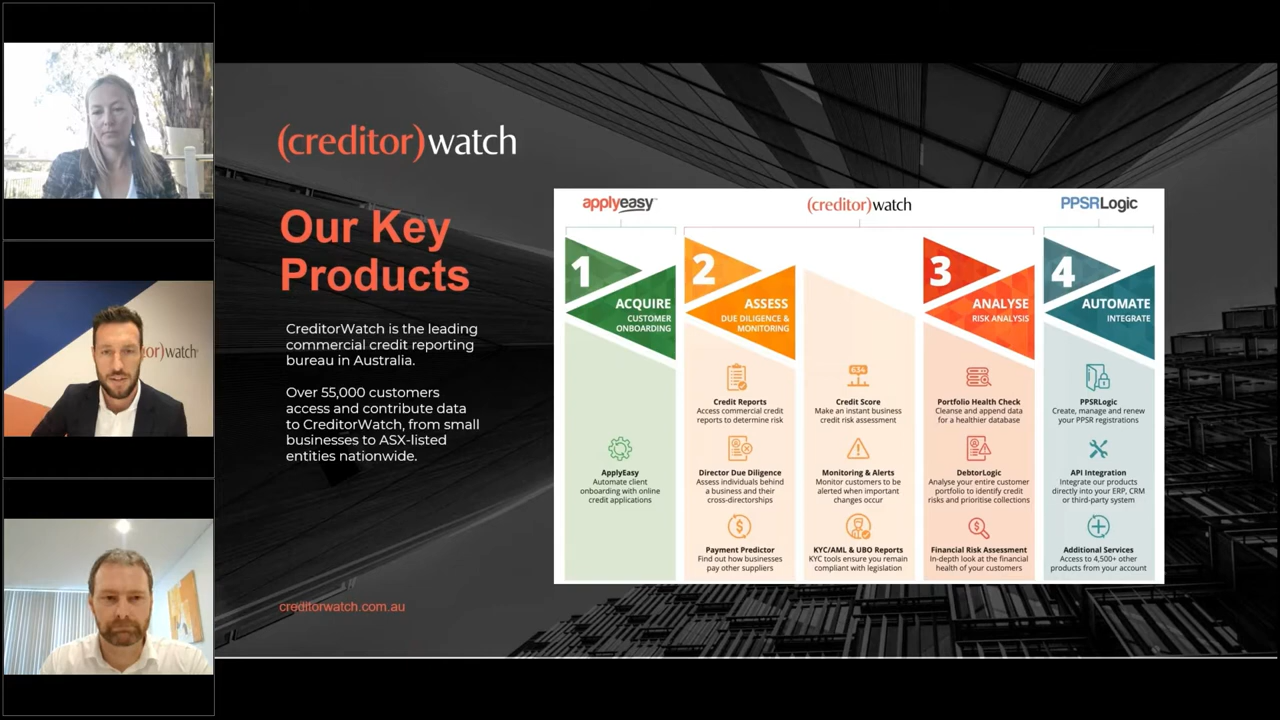 (creditor)watch
Our Key
Products
CreditorWatch is the leading
commercial credit reporting
bureau in Australia.
Over 55,000 customers
access and contribute data
to CreditorWatch, from small
businesses to ASX-listed
entities nationwide.
creditorwatch.com.au
applyeasy
(creditor)watch
PPSRLogic
1
ACQUIRE
CUSTOMER
ONBOARDING
ApplyEasy
Automate client
onboarding with online
credit applications
2
ASSESS
DUE DILIGENCE &
MONITORING
Credit Reports
Access commercial credit
reports to determine risk
Director Due Diligence
Assess individuals behind
a business and their
cross-directorships
Payment Predictor
Find out how businesses
pay other suppliers
634
Credit Score
Make an instant business
credit risk assessment
Monitoring & Alerts
Monitor customers to be
alerted when important
changes occur
KYC/AML & UBO Reports
KYC tools ensure you remain
compliant with legislation
3
ANALYSE
RISK ANALYSIS
Portfolio Health Check
Cleanse and append data
for a healthier database
DebtorLogic
Analyse your entire customer
portfolio to identify credit
risks and prioritise collections
Financial Risk Assessment
In-depth look at the financial
health of your customers
4
AUTOMATE
INTEGRATE
PPSRLogic
Create, manage and renew
your PPSR registrations
API Integration
Integrate our products
directly into your ERP, CRM
or third-party system
Additional Services
Access to 4,500+ other
products from your account
or)watch